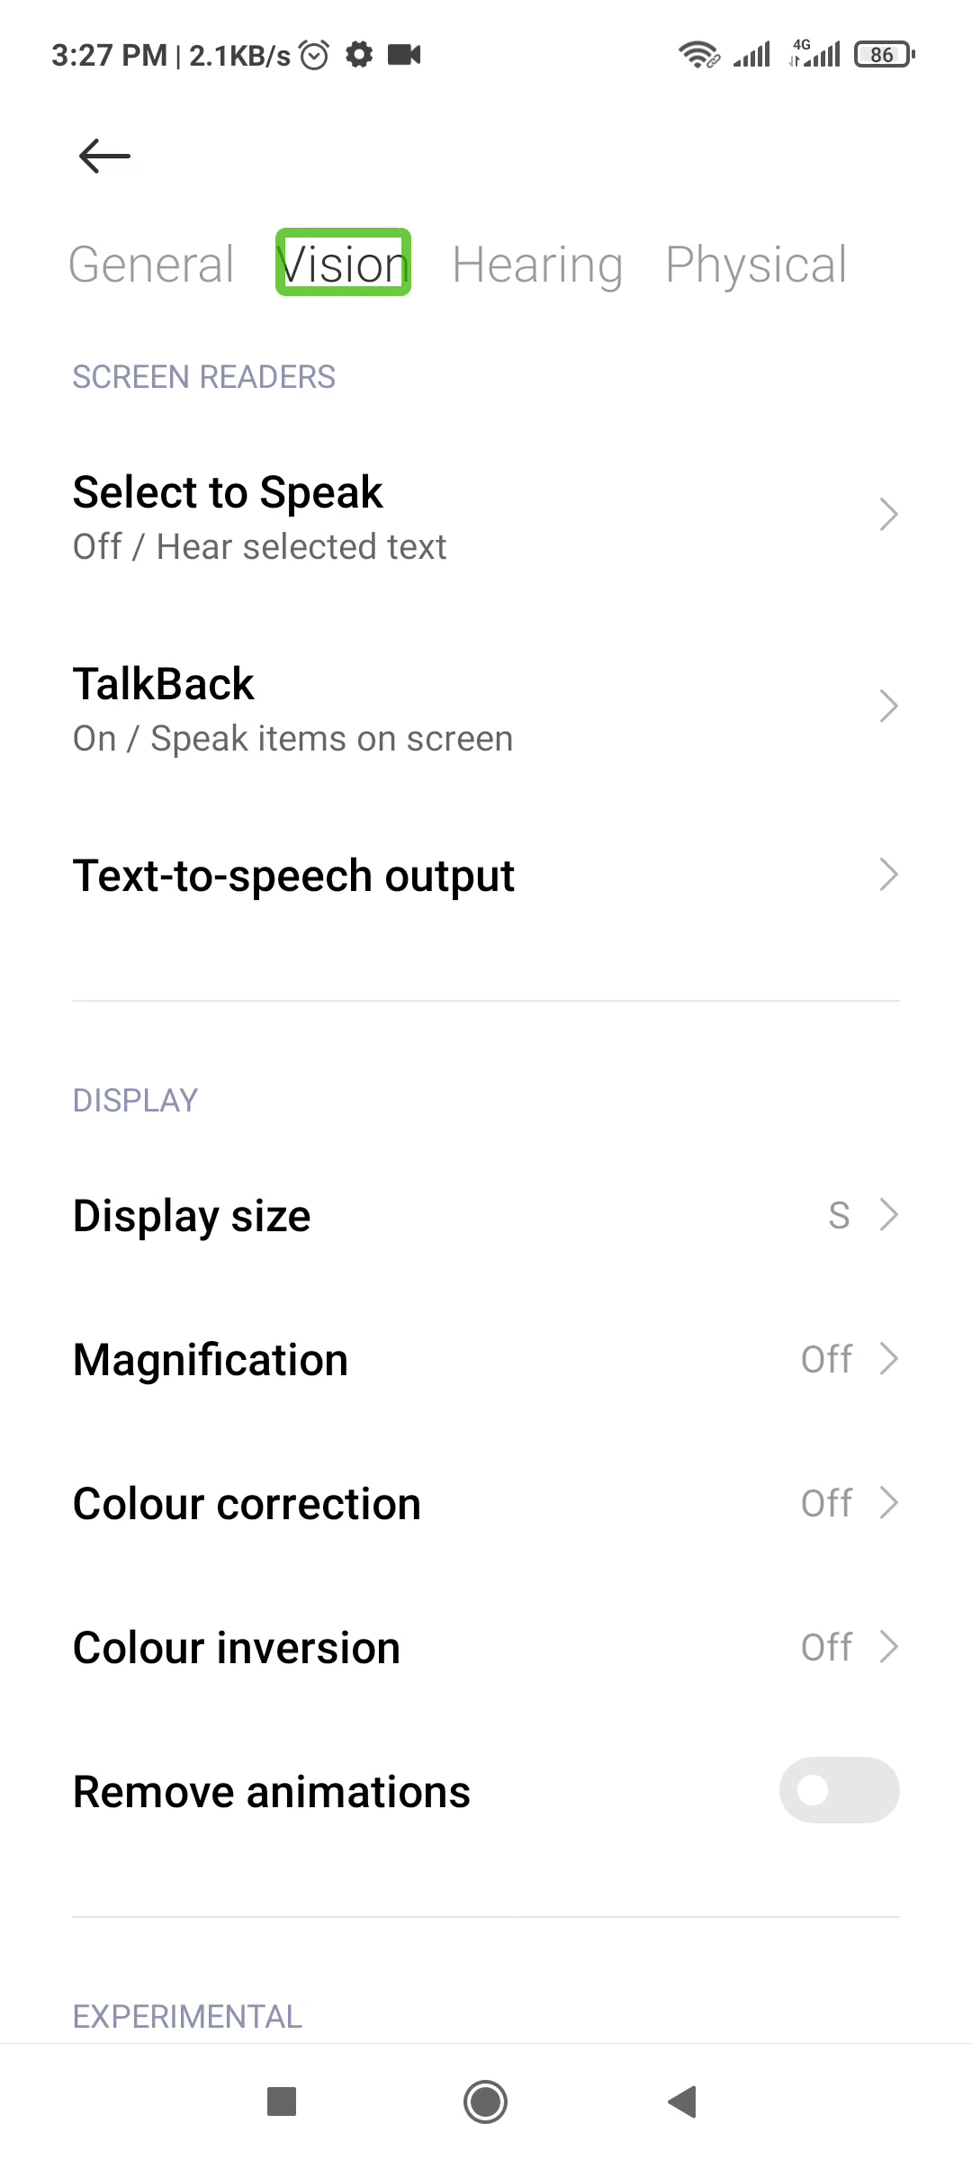 3:27 PM | 2.1KB/s 4G 86
General Vision Hearing Physical
SCREEN READERS
Select to Speak
Off / Hear selected text
TalkBack
On / Speak items on screen
Text-to-speech output
DISPLAY
Display size S
Magnification Off
Colour correction Off
Colour inversion Off
Remove animations
EXPERIMENTAL